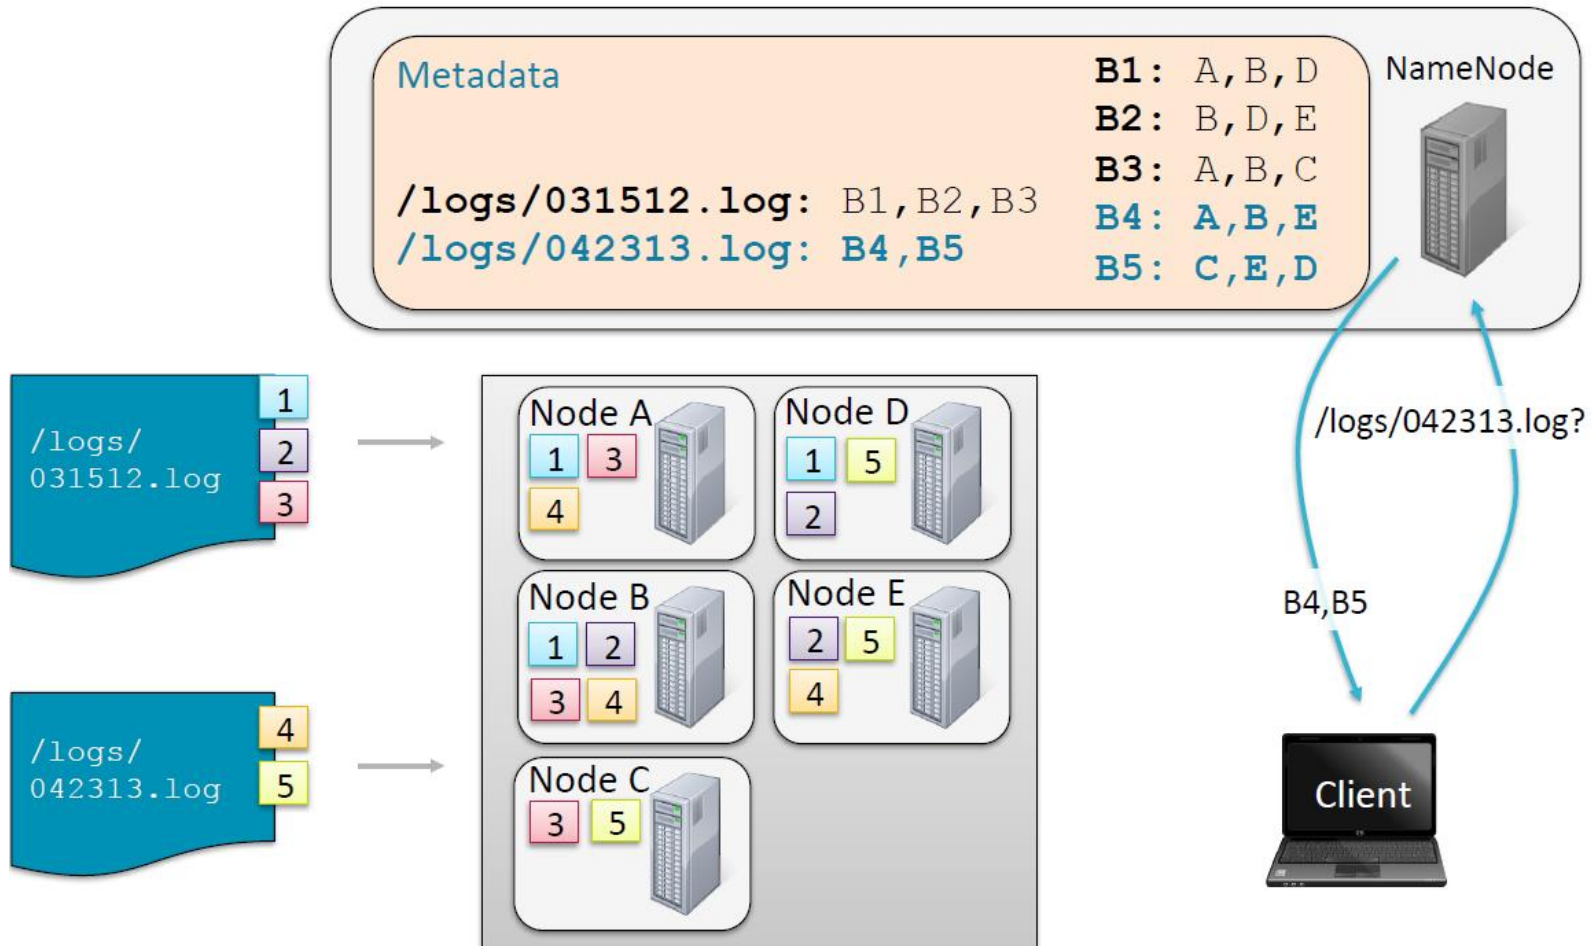 Metadata
B1: A,B,D
B2: B,D,E
B3: A,B,C
B4: A,B,E
B5: C,E,D
/logs/031512.log: B1,B2,B3
/logs/042313.log: B4,B5
NameNode
/logs/
031512.log
1
2
3
/logs/
042313.log
4
5
Node A
1 3
4
Node B
1 2
3 4
Node C
3 5
Node D
1 5
2
Node E
2 5
4
/logs/042313.log?
B4,B5
Client